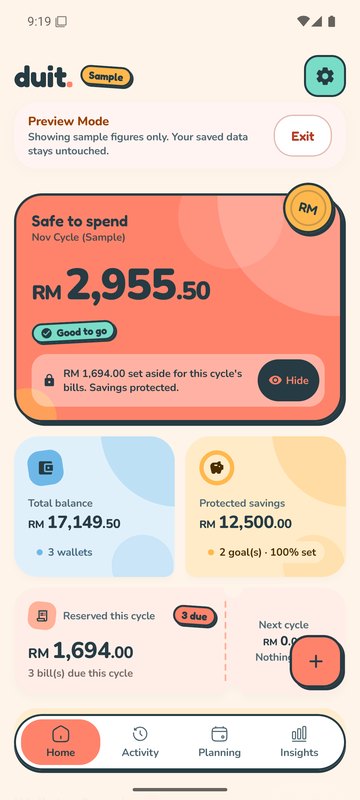 9:19
duit.
Sample
Preview Mode
Showing sample figures only. Your saved data
stays untouched.
Exit
RM
Safe to spend
Nov Cycle (Sample)
RM 2,955.50
Good to go
RM 1,694.00 set aside for this cycle's
bills. Savings protected.
Hide
Total balance
RM 17,149.50
3 wallets
Protected savings
RM 12,500.00
2 goal(s) · 100% set
Reserved this cycle
3 due
RM 1,694.00
3 bill(s) due this cycle
Next cycle
RM 0.0
Nothing
Home
Activity
Planning
Insights